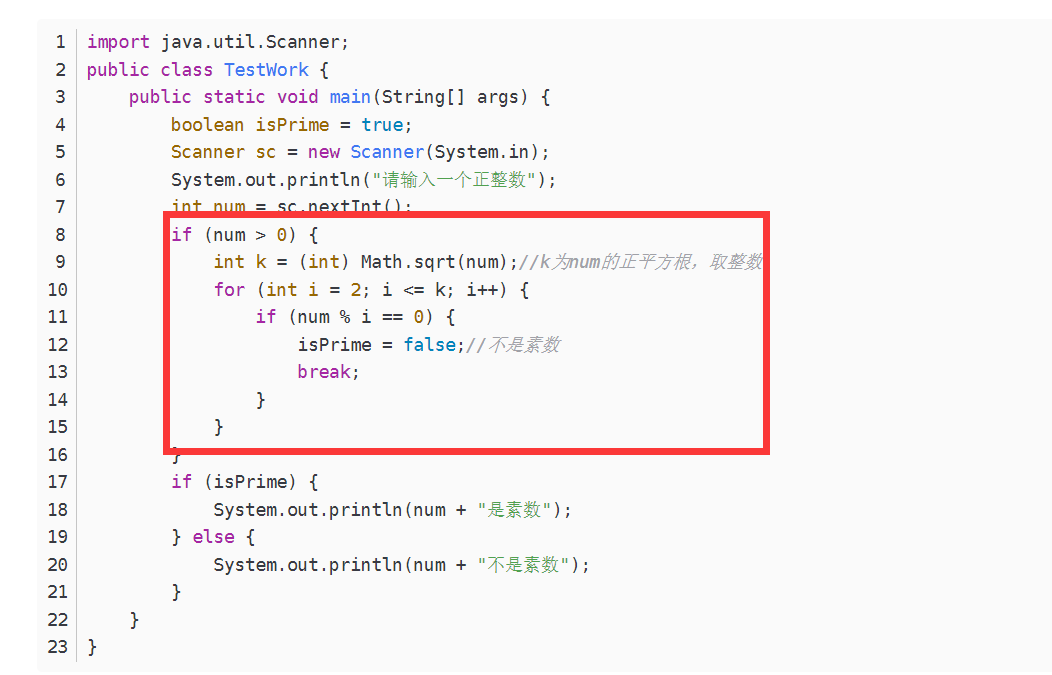 1 import java.util.Scanner;
2 public class TestWork {
3     public static void main(String[] args) {
4         boolean isPrime = true;
5         Scanner sc = new Scanner(System.in);
6         System.out.println("请输入一个正整数");
7         int num = sc.nextInt();
8         if (num > 0) {
9             int k = (int) Math.sqrt(num);//k为num的正平方根，取整数
10             for (int i = 2; i <= k; i++) {
11                 if (num % i == 0) {
12                     isPrime = false;//不是素数
13                     break;
14                 }
15             }
16         }
17         if (isPrime) {
18             System.out.println(num + "是素数");
19         } else {
20             System.out.println(num + "不是素数");
21         }
22     }
23 }